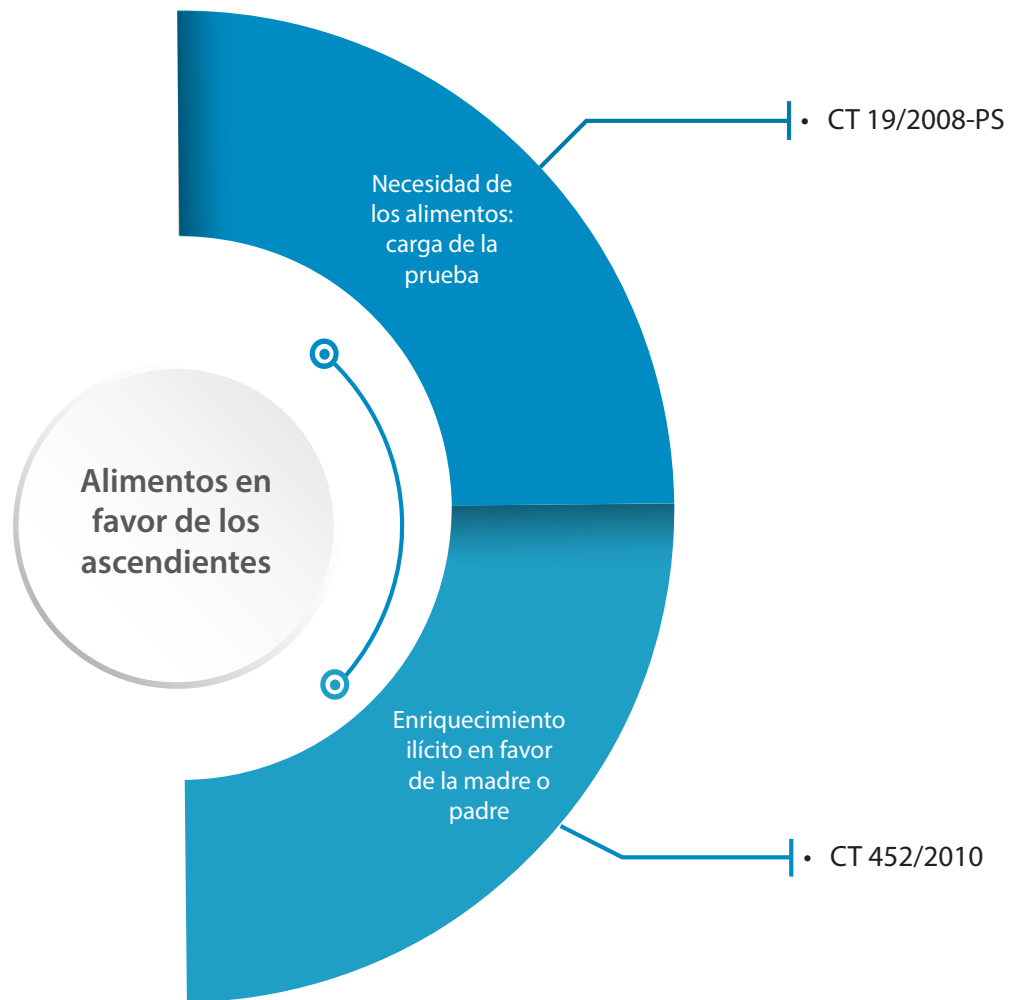 Alimentos en
favor de los
ascendientes
Necesidad de
los alimentos:
carga de la
prueba
• CT 19/2008-PS
Enriquecimiento
ilícito en favor
de la madre o
padre
• CT 452/2010